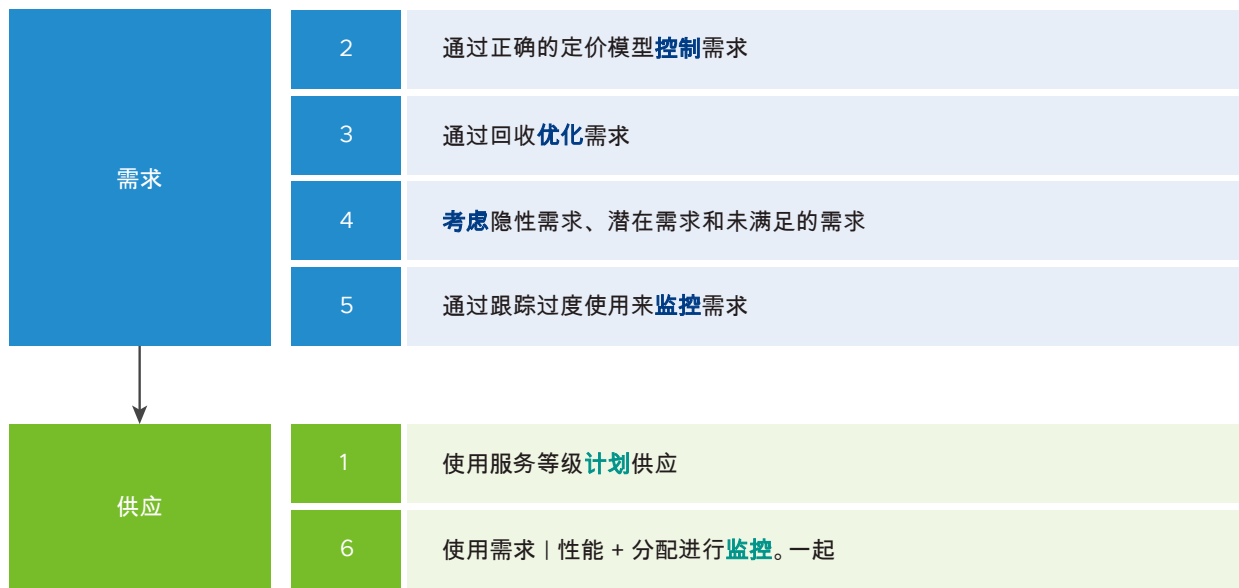 需求
2
通过正确的定价模型控制需求
3
通过回收优化需求
4
考虑隐性需求、潜在需求和未满足的需求
5
通过跟踪过度使用来监控需求
供应
1
使用服务等级计划供应
6
使用需求 | 性能 + 分配进行监控。一起